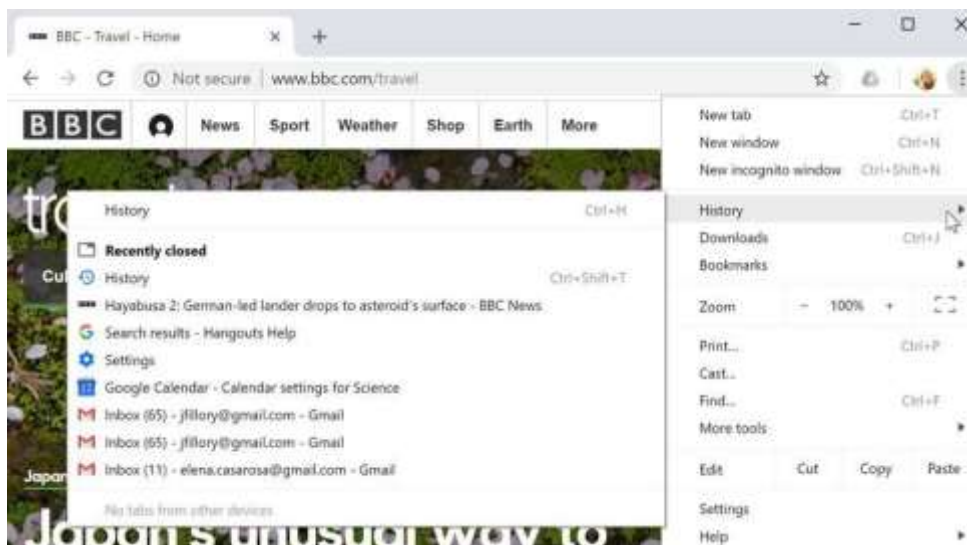 BBC - Travel - Home
Not secure | www.bbc.com/travel
BBC News Sport Weather Shop Earth More
New tab Ctrl+T
New window Ctrl+N
New incognito window Ctrl+Shift+N
History
Downloads Ctrl+J
Bookmarks
Zoom - 100% +
Print... Ctrl+P
Cast...
Find... Ctrl+F
More tools
Edit Cut Copy Paste
Settings
Help
History Ctrl+H
Recently closed
History Ctrl+Shift+T
Hayabusa 2: German-led lander drops to asteroid's surface - BBC News
Search results - Hangouts Help
Settings
Google Calendar - Calendar settings for Science
Inbox (65) - jfillory@gmail.com - Gmail
Inbox (65) - jfillory@gmail.com - Gmail
Inbox (11) - elena.casarosa@gmail.com - Gmail
No tabs from other devices
tr
Cul
Japan
Japan's unusual way to